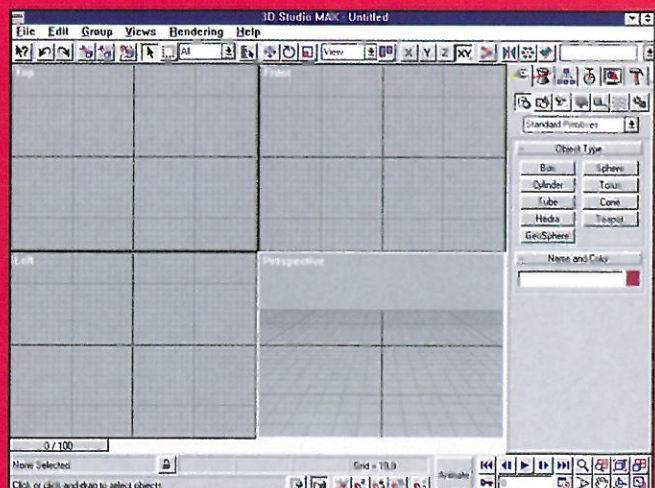 3D Studio MAX - Untitled
File Edit Group Views Rendering Help
All
View
X Y Z XY
Top
Front
Left
Perspective
Standard Primitives
Object Type
Box Sphere
Cylinder Torus
Tube Cone
Hedra Teapot
GeoSphere
Name and Color
0 / 100
None Selected
Grid = 10.0
Animate
0
Click or click-and-drag to select objects